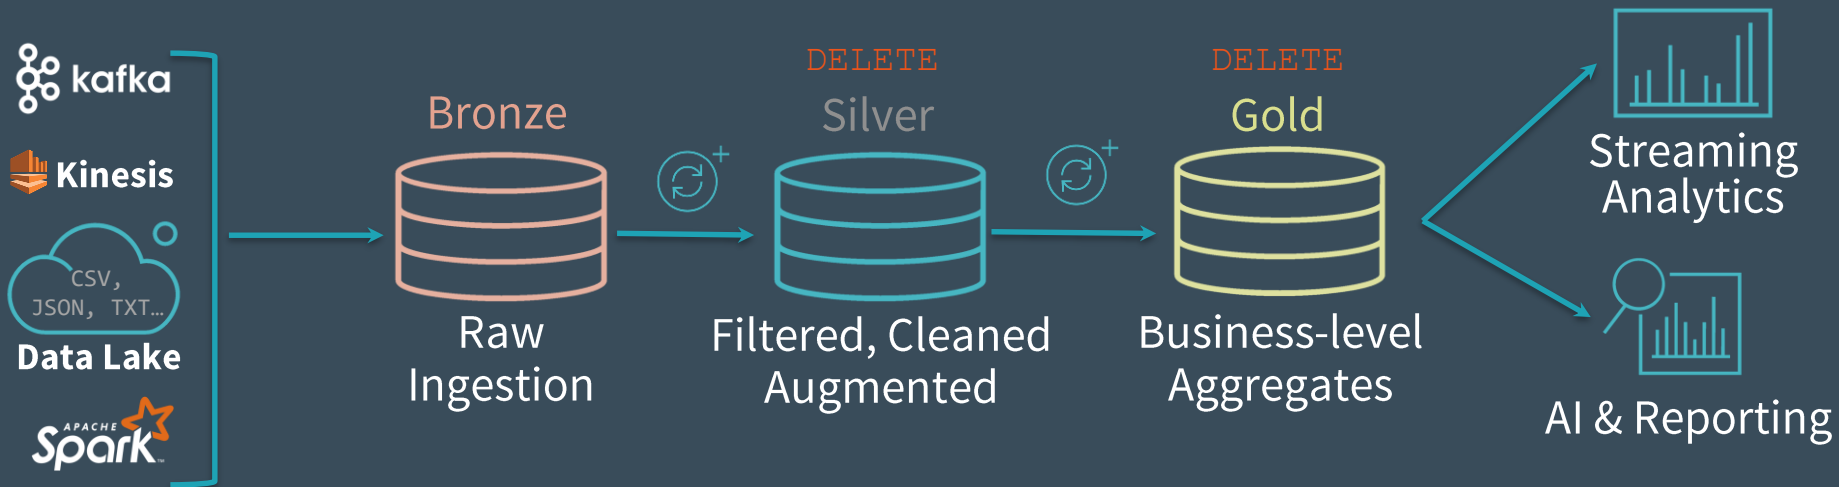 kafka
Kinesis
CSV,
JSON, TXT…
Data Lake
APACHE
Spark™
Bronze
Raw
Ingestion
DELETE
Silver
Filtered, Cleaned
Augmented
DELETE
Gold
Business-level
Aggregates
Streaming
Analytics
AI & Reporting